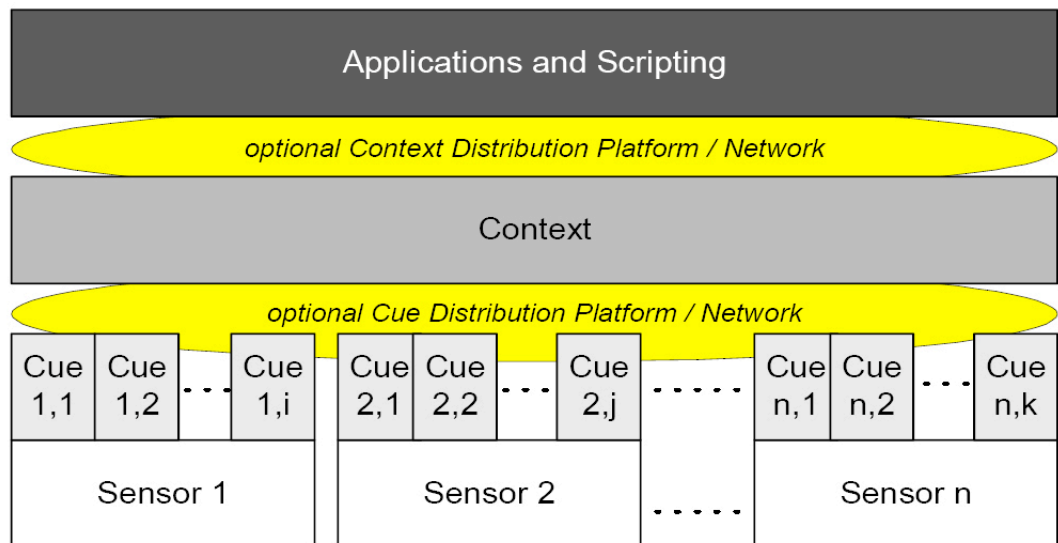 Applications and Scripting
optional Context Distribution Platform / Network
Context
optional Cue Distribution Platform / Network
Cue 1,1
Cue 1,2
.....
Cue 1,i
Cue 2,1
Cue 2,2
....
Cue 2,j
......
Cue n,1
Cue n,2
....
Cue n,k
Sensor 1
Sensor 2
......
Sensor n